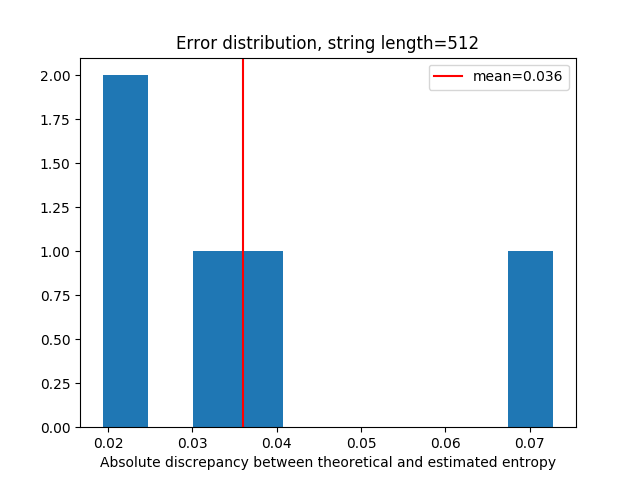 Error distribution, string length=512
mean=0.036
2.00
1.75
1.50
1.25
1.00
0.75
0.50
0.25
0.00
0.02 0.03 0.04 0.05 0.06 0.07
Absolute discrepancy between theoretical and estimated entropy